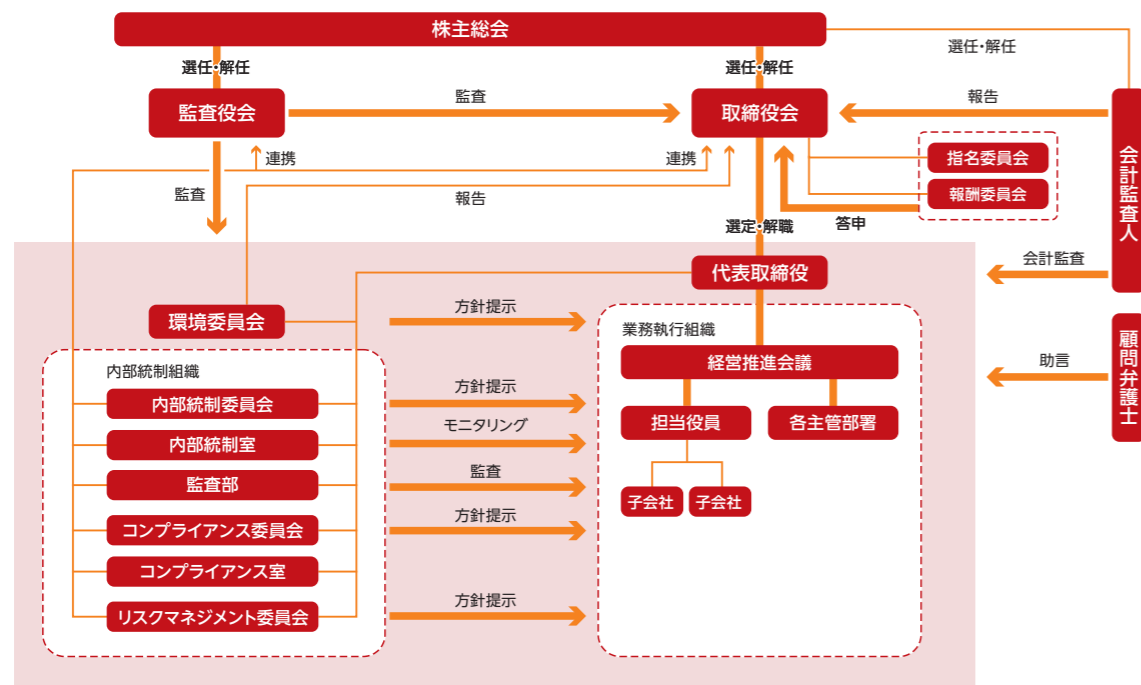 株主総会
選任・解任
選任・解任
選任・解任
監査役会
監査
取締役会
報告
会計監査人
連携
連携
指名委員会
報酬委員会
監査
報告
選定・解職
答申
代表取締役
会計監査
環境委員会
方針提示
業務執行組織
顧問弁護士
経営推進会議
助言
内部統制組織
内部統制委員会
方針提示
担当役員
各主管部署
内部統制室
モニタリング
監査部
監査
子会社
子会社
コンプライアンス委員会
方針提示
コンプライアンス室
リスクマネジメント委員会
方針提示